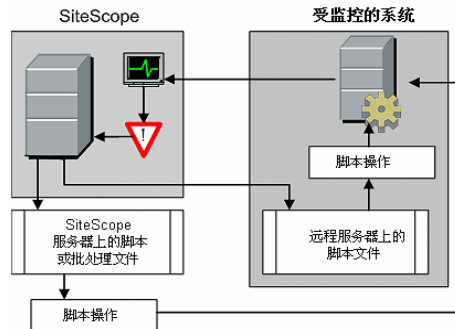 SiteScope
受监控的系统
!
脚本操作
SiteScope
服务器上的脚本
或批处理文件
远程服务器上的
脚本文件
脚本操作